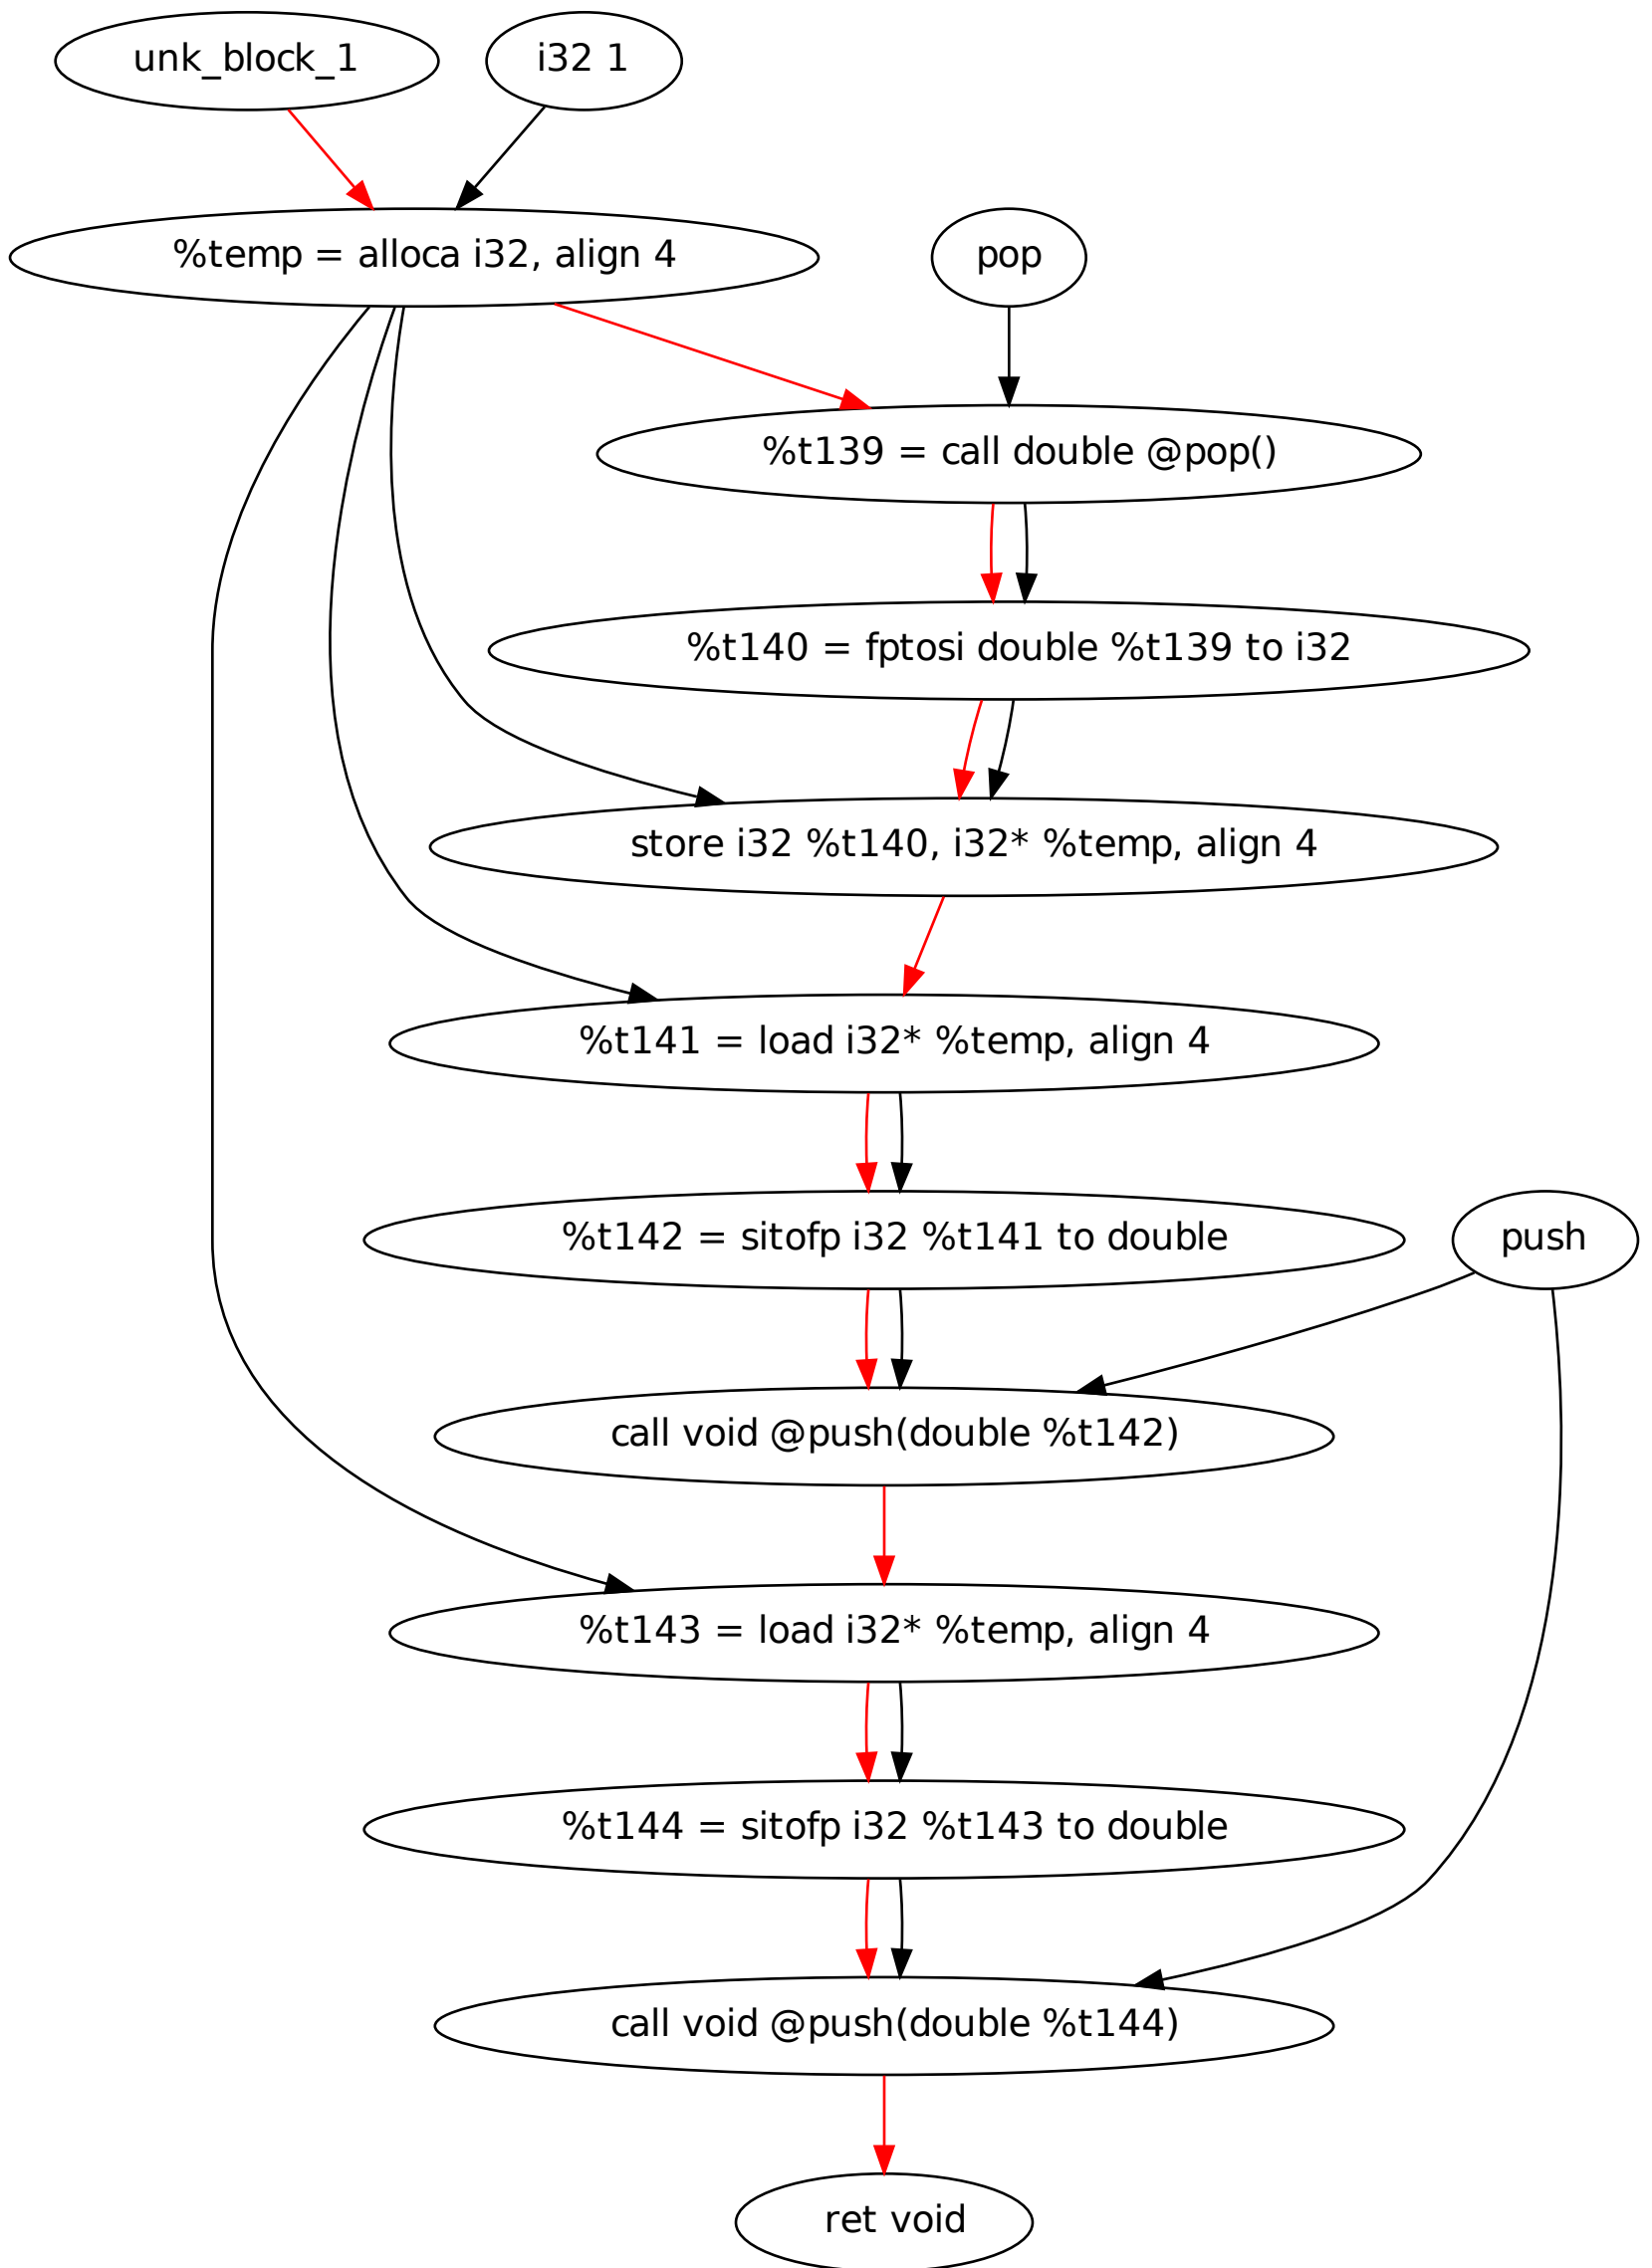 unk_block_1
i32 1
%temp = alloca i32, align 4
pop
%t139 = call double @pop()
%t140 = fptosi double %t139 to i32
store i32 %t140, i32* %temp, align 4
%t141 = load i32* %temp, align 4
%t142 = sitofp i32 %t141 to double
push
call void @push(double %t142)
%t143 = load i32* %temp, align 4
%t144 = sitofp i32 %t143 to double
call void @push(double %t144)
ret void